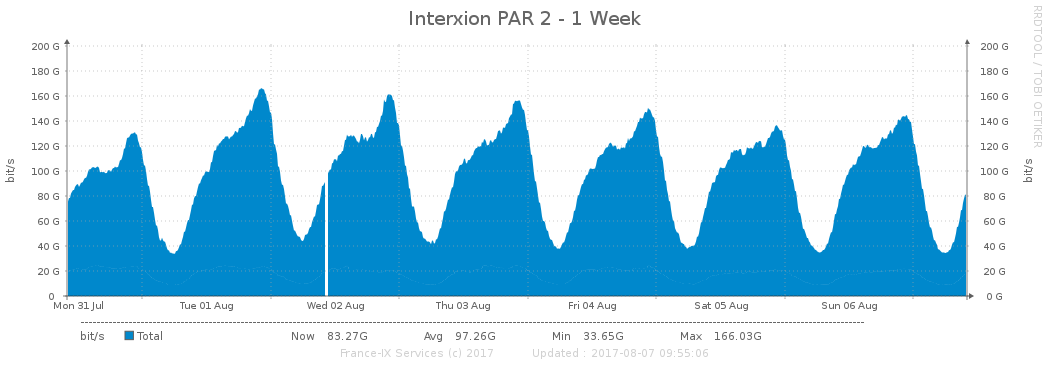 Interxion PAR 2 - 1 Week
RRDTOOL / TOBI OETIKER
200 G 200 G
180 G 180 G
160 G 160 G
140 G 140 G
120 G 120 G
100 G 100 G
80 G 80 G
60 G 60 G
40 G 40 G
20 G 20 G
0 0 G
bit/s bit/s
Mon 31 Jul Tue 01 Aug Wed 02 Aug Thu 03 Aug Fri 04 Aug Sat 05 Aug Sun 06 Aug
bit/s Total Now 83.27G Avg 97.26G Min 33.65G Max 166.03G
France-IX Services (c) 2017 Updated : 2017-08-07 09:55:06